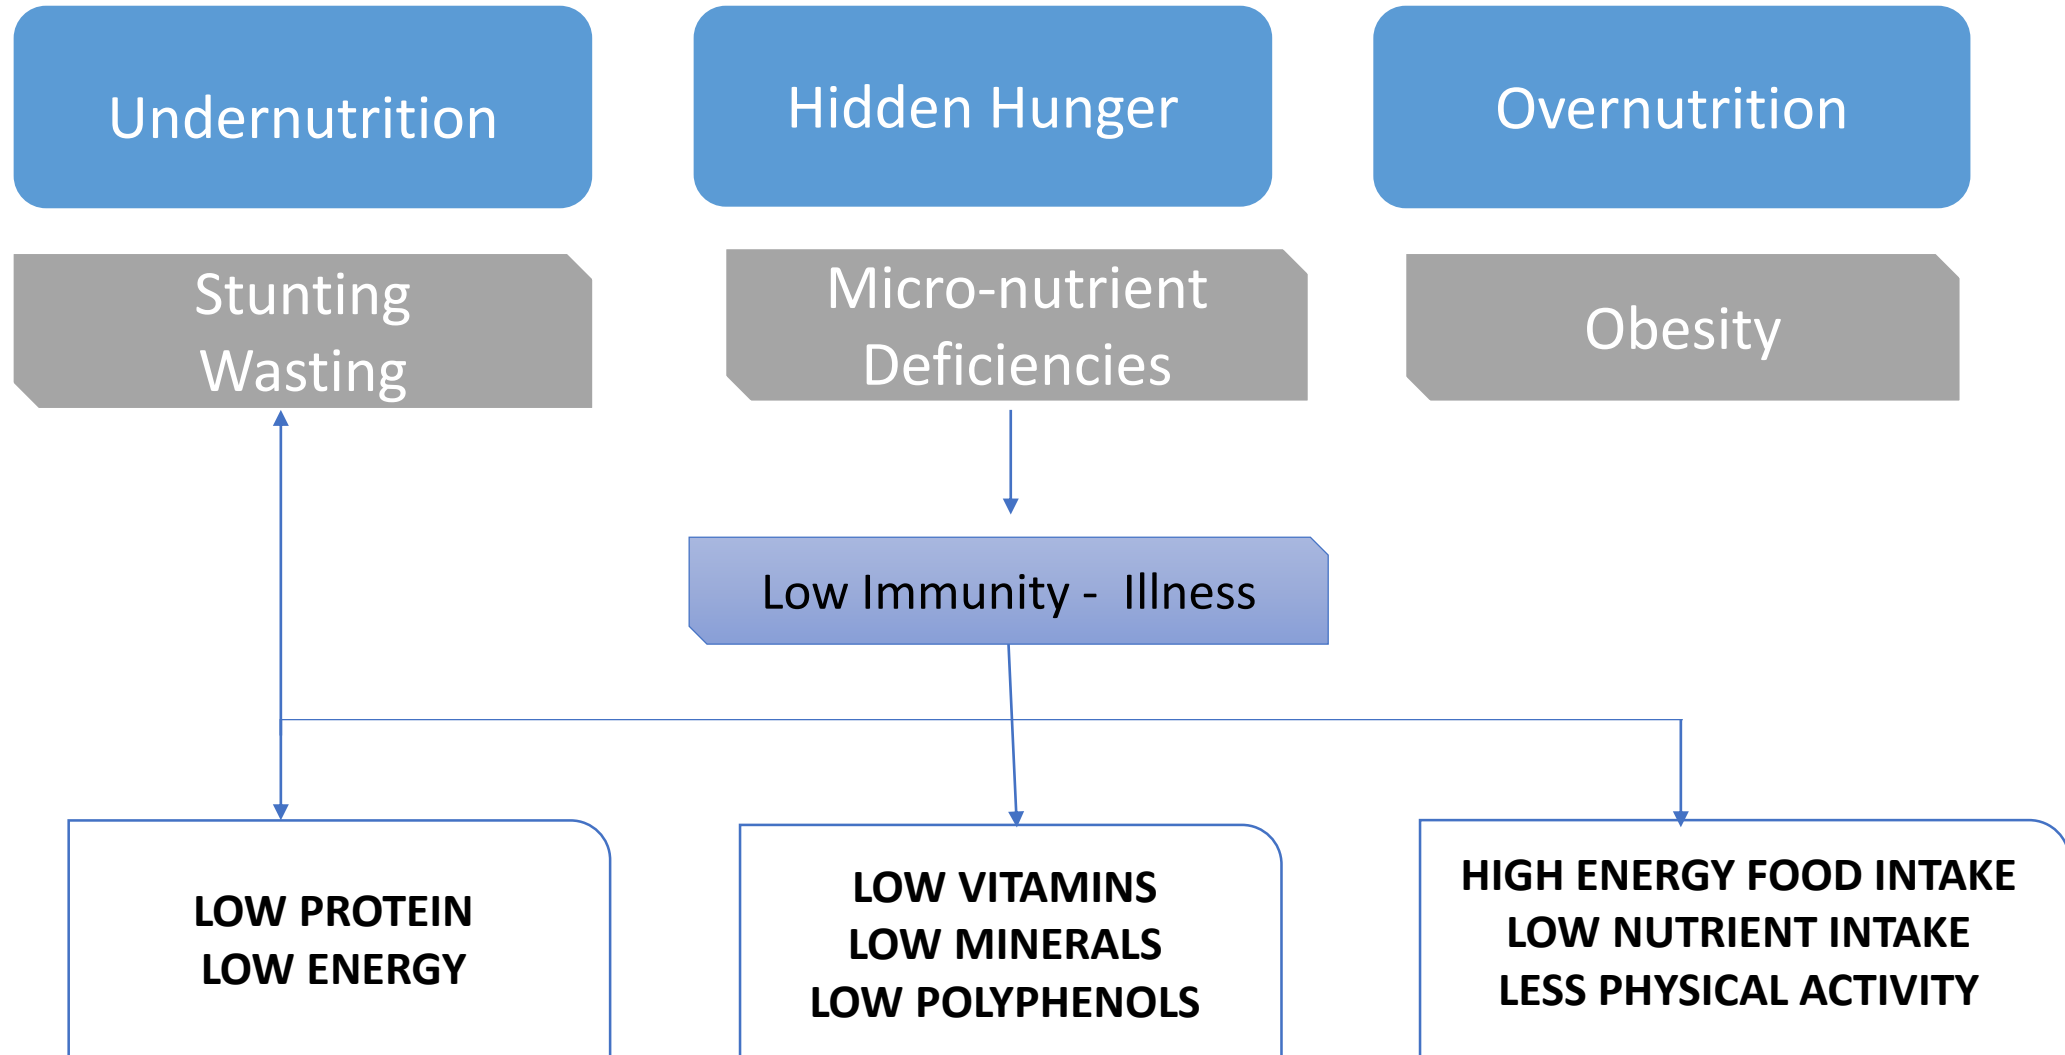 Undernutrition
Hidden Hunger
Overnutrition
Stunting
Wasting
Micro-nutrient
Deficiencies
Obesity
Low Immunity -  Illness
LOW PROTEIN
LOW ENERGY
LOW VITAMINS
LOW MINERALS
LOW POLYPHENOLS
HIGH ENERGY FOOD INTAKE
LOW NUTRIENT INTAKE
LESS PHYSICAL ACTIVITY